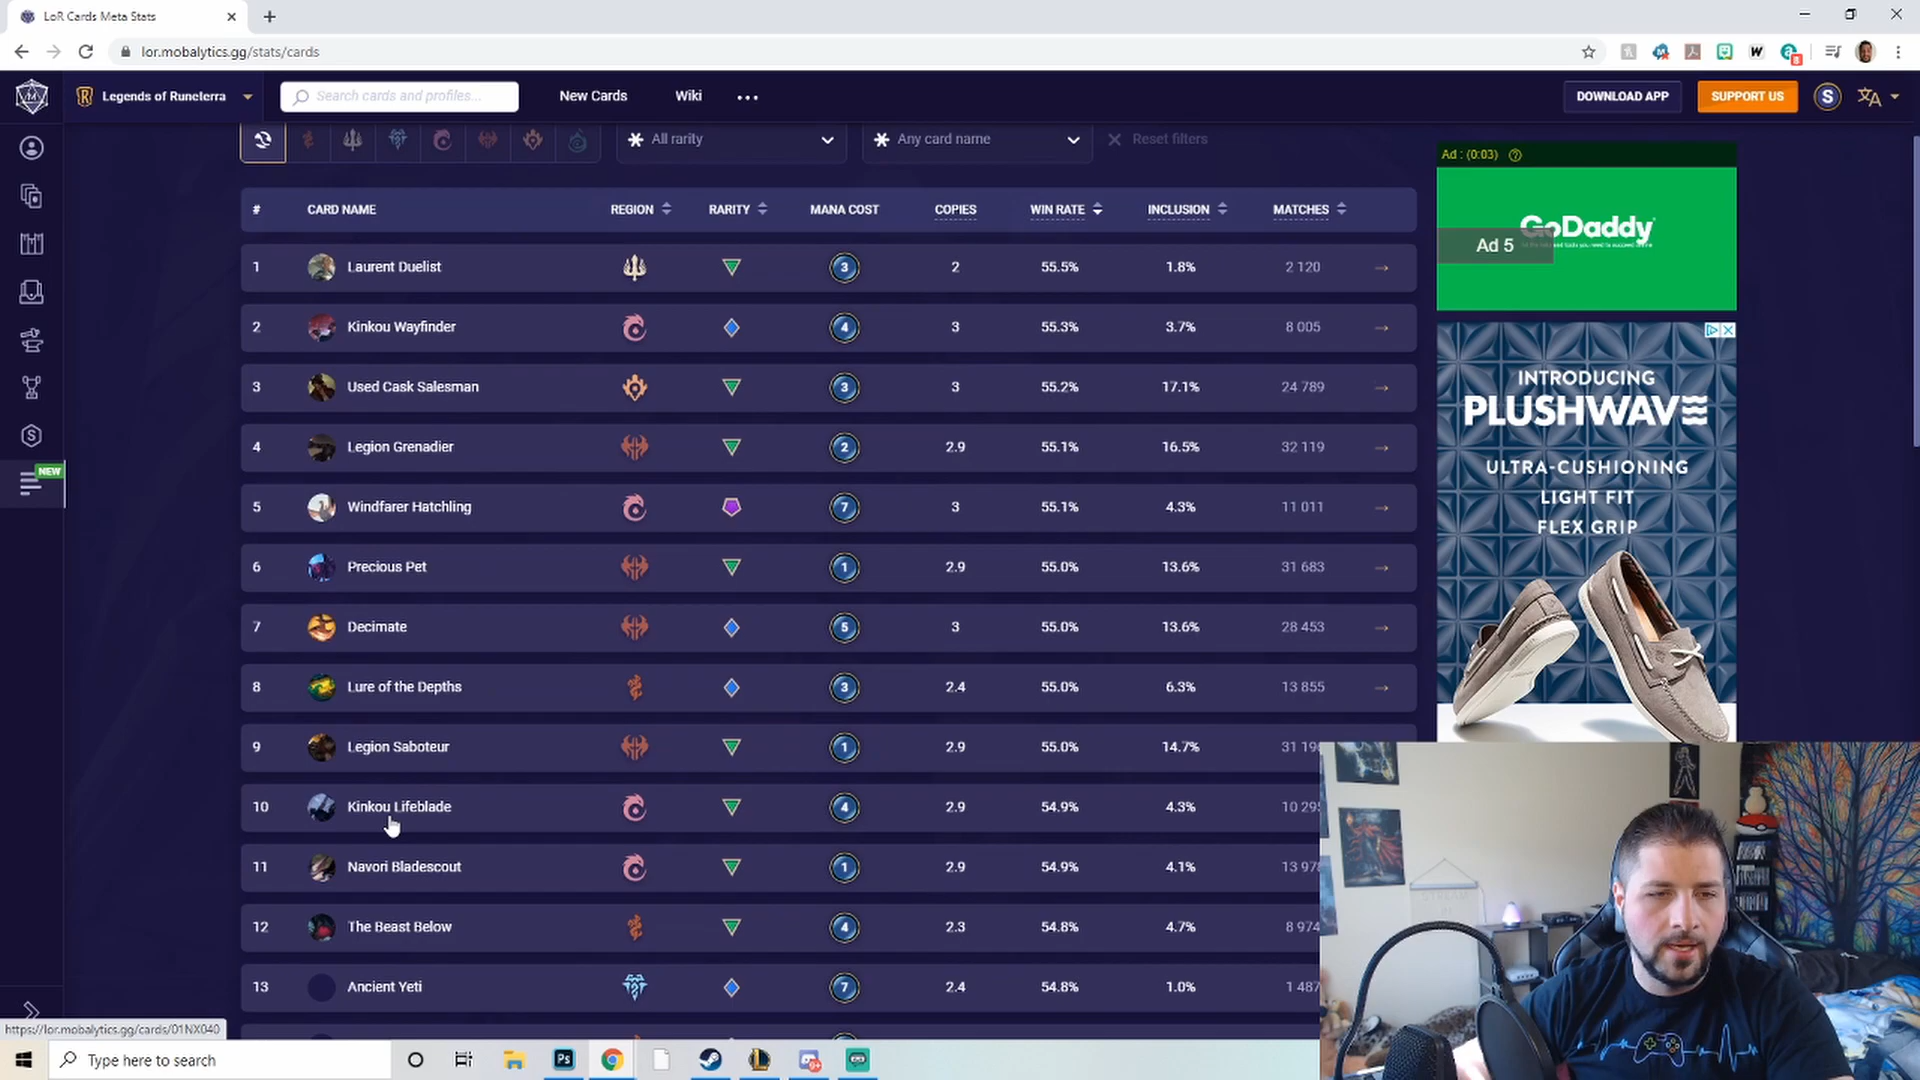 LoR Cards Meta Stats
lor.mobalytics.gg/stats/cards
Legends of Runeterra
Search cards and profiles...
New Cards
Wiki
DOWNLOAD APP
SUPPORT US
S
All rarity
Any card name
Reset filters
# CARD NAME REGION RARITY MANA COST COPIES WIN RATE INCLUSION MATCHES
1 Laurent Duelist 3 2 55.5% 1.8% 2 120
2 Kinkou Wayfinder 4 3 55.3% 3.7% 8 005
3 Used Cask Salesman 3 3 55.2% 17.1% 24 789
4 Legion Grenadier 2 2.9 55.1% 16.5% 32 119
5 Windfarer Hatchling 7 3 55.1% 4.3% 11 011
6 Precious Pet 1 2.9 55.0% 13.6% 31 683
7 Decimate 5 3 55.0% 13.6% 28 453
8 Lure of the Depths 3 2.4 55.0% 6.3% 13 855
9 Legion Saboteur 1 2.9 55.0% 14.7% 31 19
10 Kinkou Lifeblade 4 2.9 54.9% 4.3% 10 29
11 Navori Bladescout 1 2.9 54.9% 4.1% 13 97
12 The Beast Below 4 2.3 54.8% 4.7% 8 974
13 Ancient Yeti 7 2.4 54.8% 1.0% 1 487
NEW
Ad : (0:03)
GoDaddy
Ad 5
INTRODUCING
PLUSHWAVE
ULTRA-CUSHIONING
LIGHT FIT
FLEX GRIP
https://lor.mobalytics.gg/cards/01NX040
Type here to search
Ps